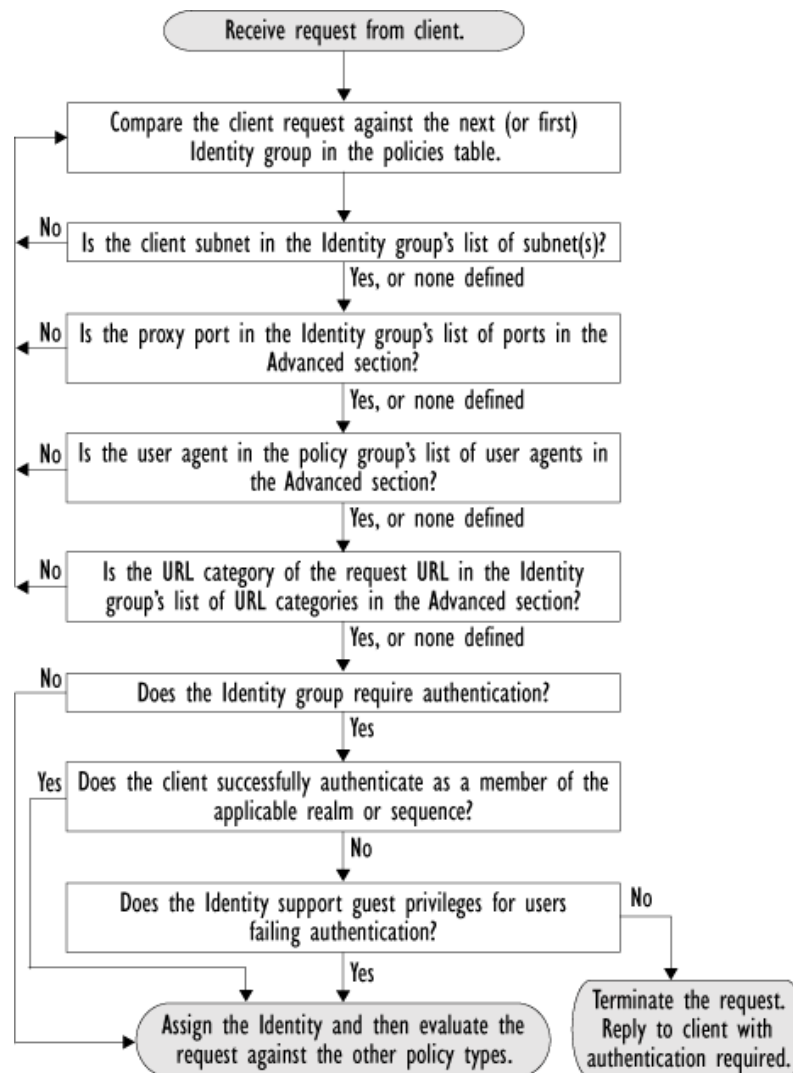 Receive request from client.
Compare the client request against the next (or first)
Identity group in the policies table.
No
Is the client subnet in the Identity group's list of subnet(s)?
Yes, or none defined
No
Is the proxy port in the Identity group's list of ports in the
Advanced section?
Yes, or none defined
No
Is the user agent in the policy group's list of user agents in
the Advanced section?
Yes, or none defined
No
Is the URL category of the request URL in the Identity
group's list of URL categories in the Advanced section?
Yes, or none defined
No
Does the Identity group require authentication?
Yes
Yes
Does the client successfully authenticate as a member of the
applicable realm or sequence?
No
Does the Identity support guest privileges for users
failing authentication?
No
Yes
Assign the Identity and then evaluate the
request against the other policy types.
Terminate the request.
Reply to client with
authentication required.